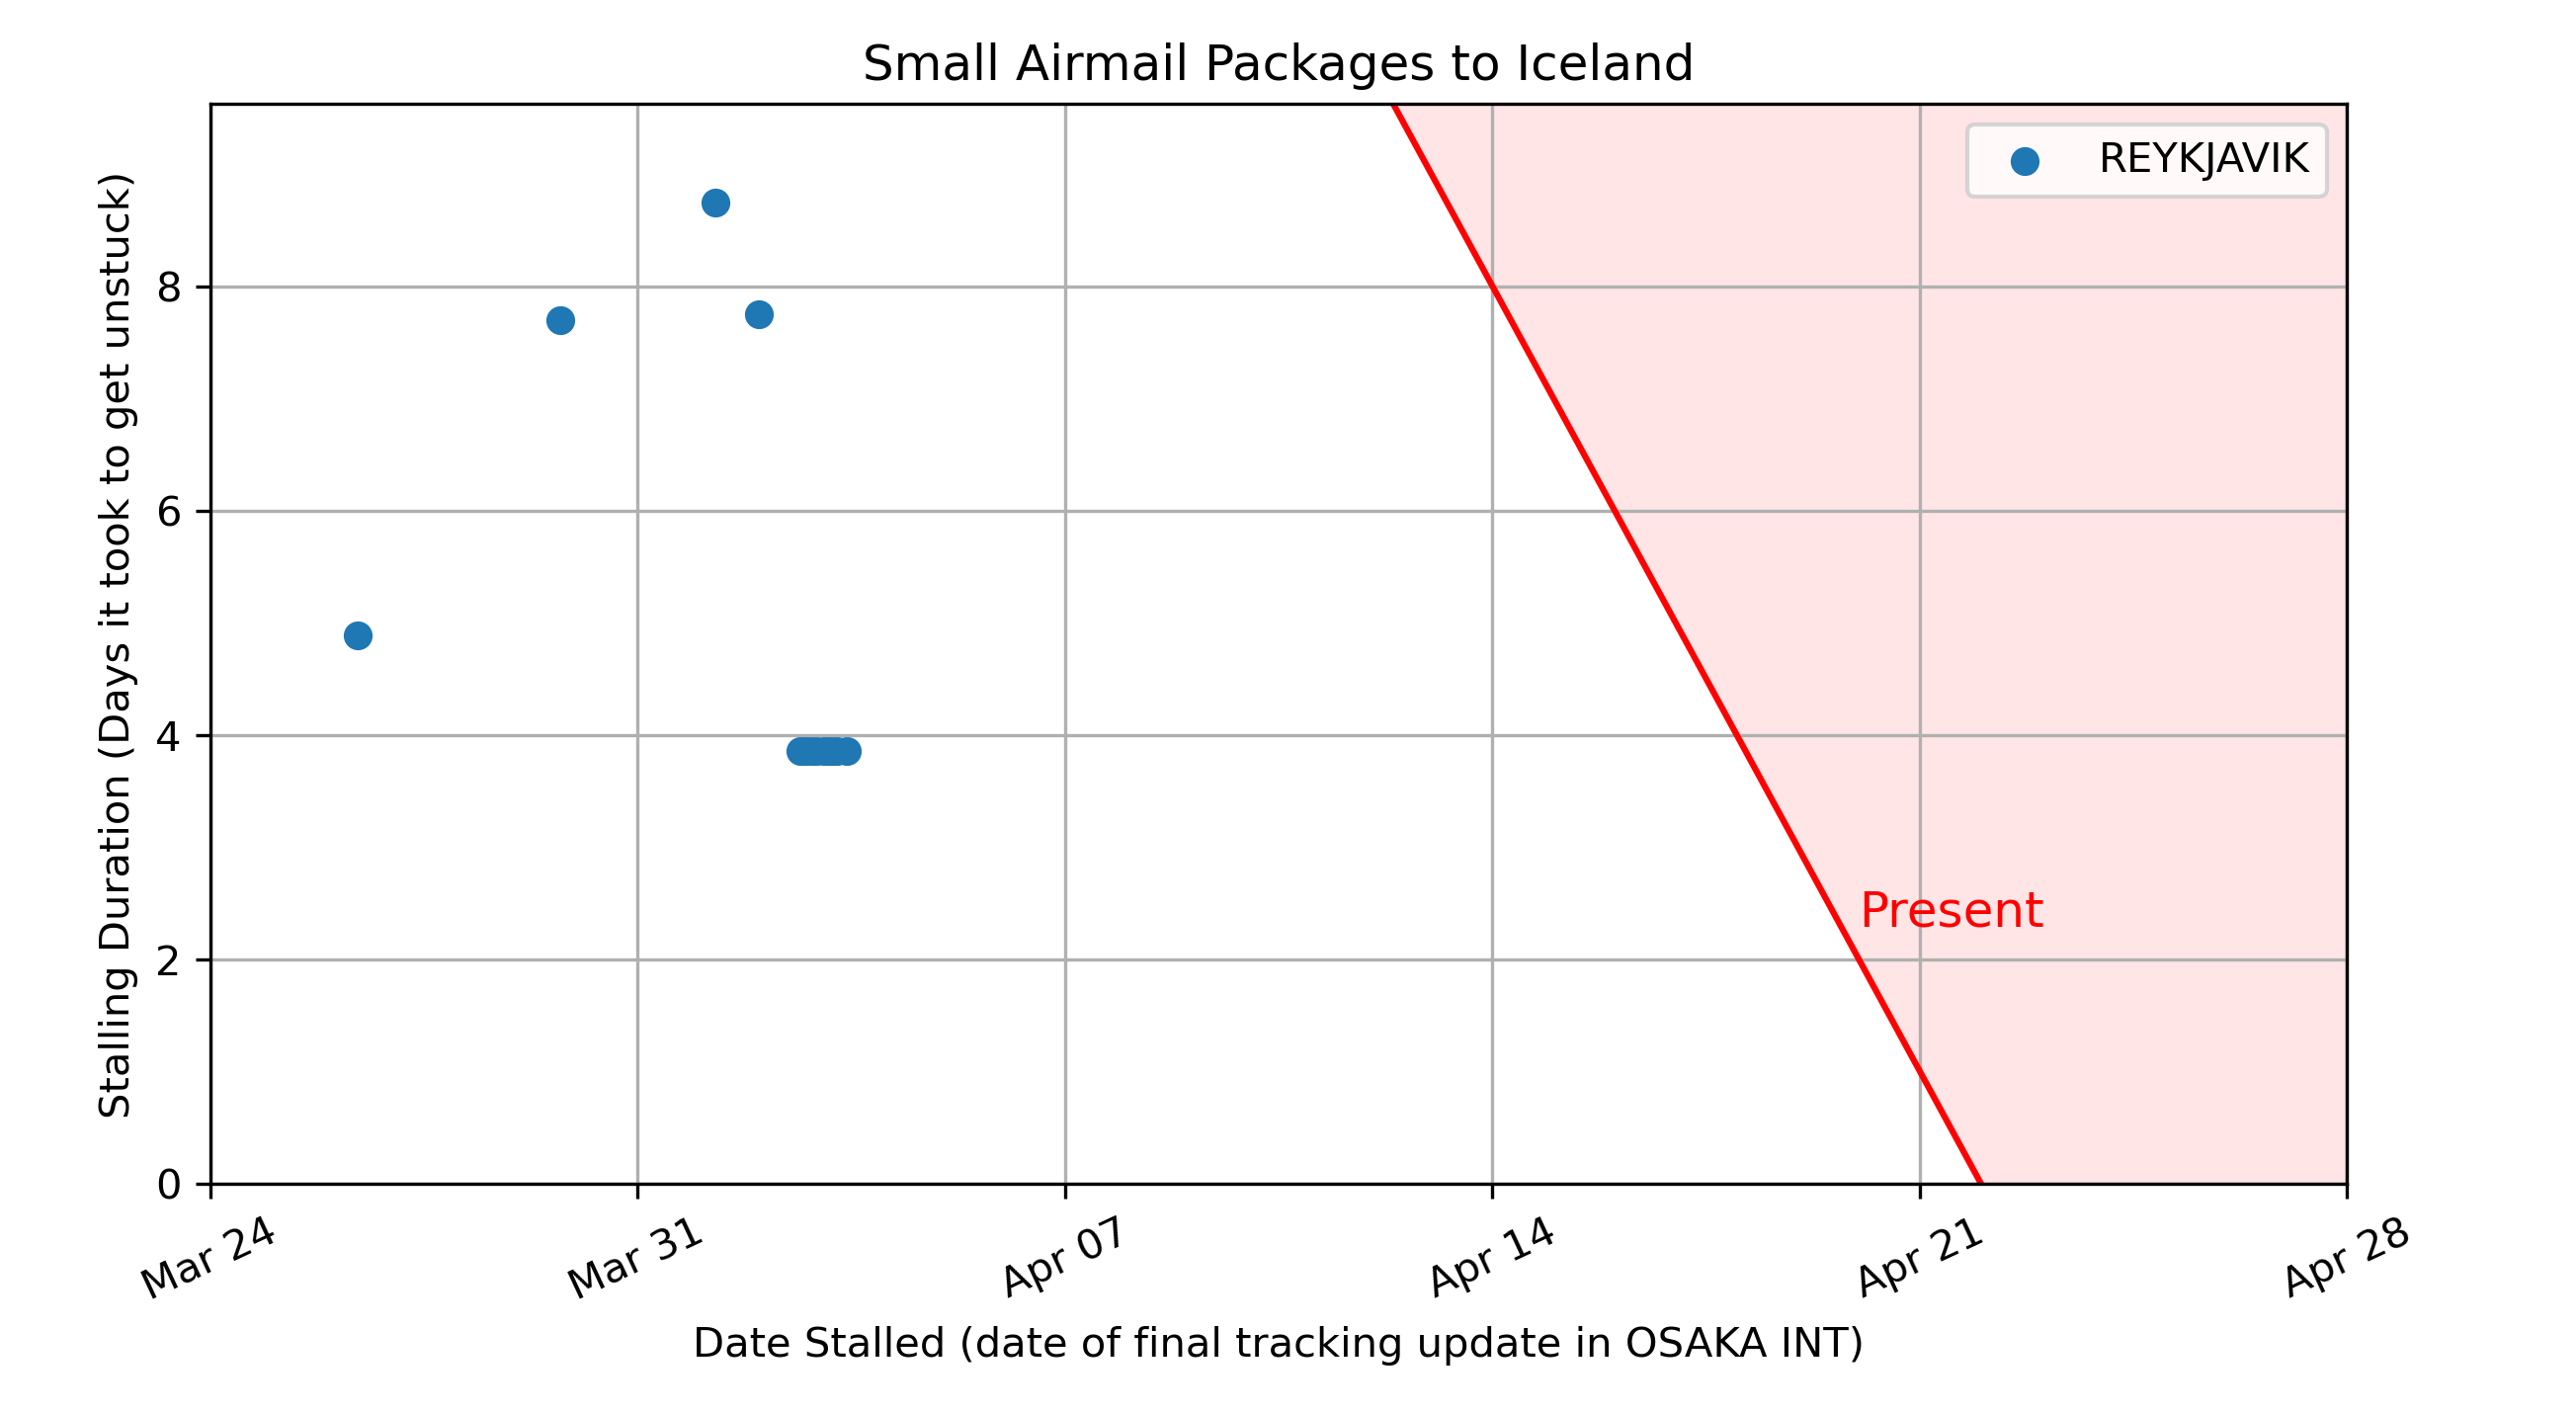 Small Airmail Packages to Iceland
REYKJAVIK
Stalling Duration (Days it took to get unstuck)
8
6
4
2
0
Present
Mar 24
Mar 31
Apr 07
Apr 14
Apr 21
Apr 28
Date Stalled (date of final tracking update in OSAKA INT)